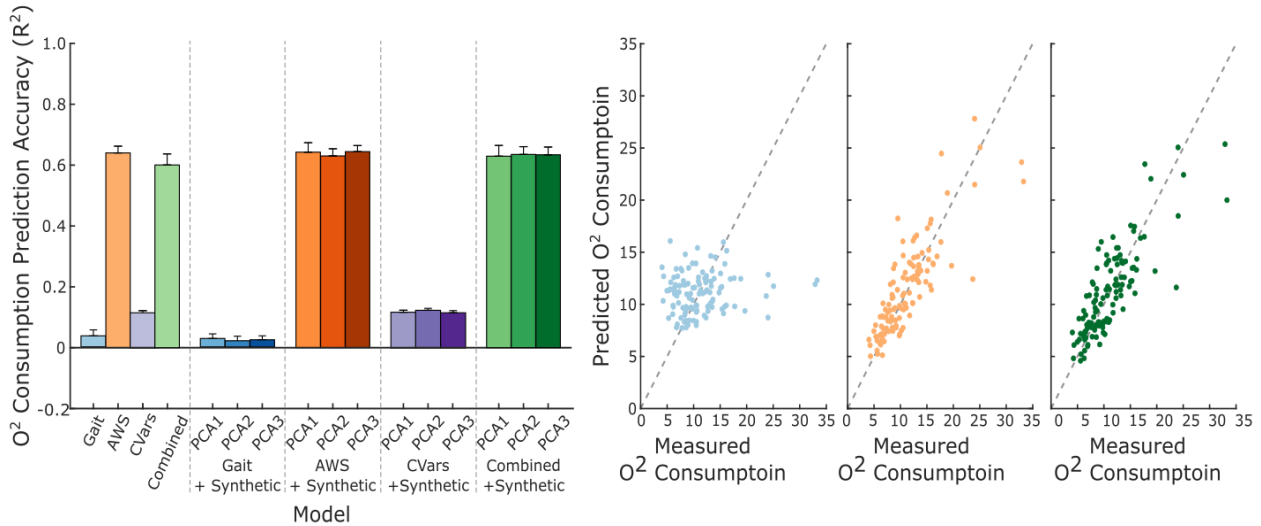 O² Consumption Prediction Accuracy (R²)
1.0
0.8
0.6
0.4
0.2
0
-0.2
Gait
AWS
CVars
Combined
PCA1
PCA2
PCA3
PCA1
PCA2
PCA3
PCA1
PCA2
PCA3
PCA1
PCA2
PCA3
Gait
+ Synthetic
AWS
+ Synthetic
CVars
+Synthetic
Combined
+Synthetic
Model
Predicted O² Consumption
35
30
25
20
15
10
5
0
0 5 10 15 20 25 30 35
Measured
O² Consumptoin
0 5 10 15 20 25 30 35
Measured
O² Consumptoin
0 5 10 15 20 25 30 35
Measured
O² Consumptoin